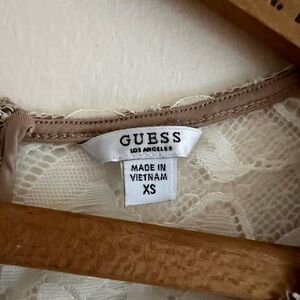 GUESS
LOS ANGELES
MADE IN
VIETNAM
XS